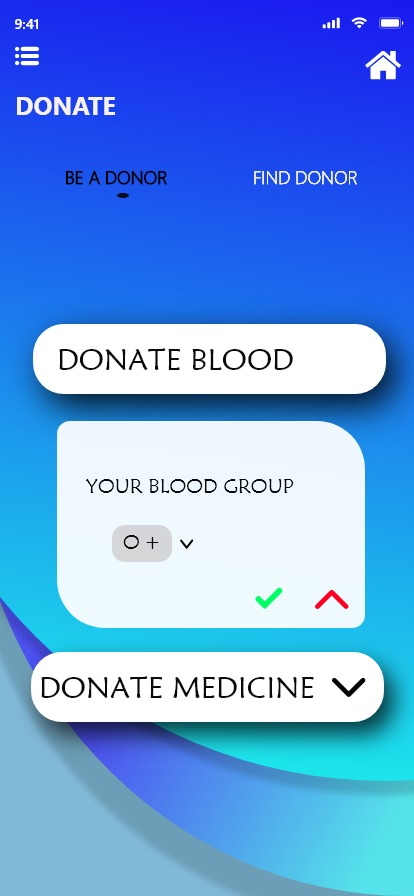 9:41
DONATE
BE A DONOR FIND DONOR
DONATE BLOOD
YOUR BLOOD GROUP
O +
DONATE MEDICINE